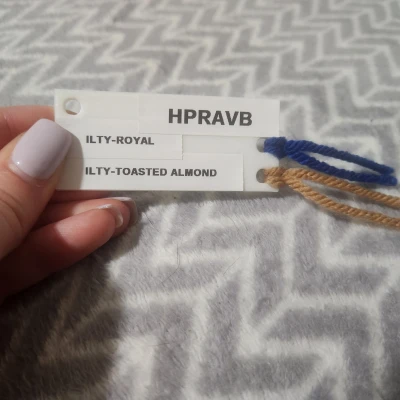 HPRAVB
ILTY-ROYAL
ILTY-TOASTED ALMOND